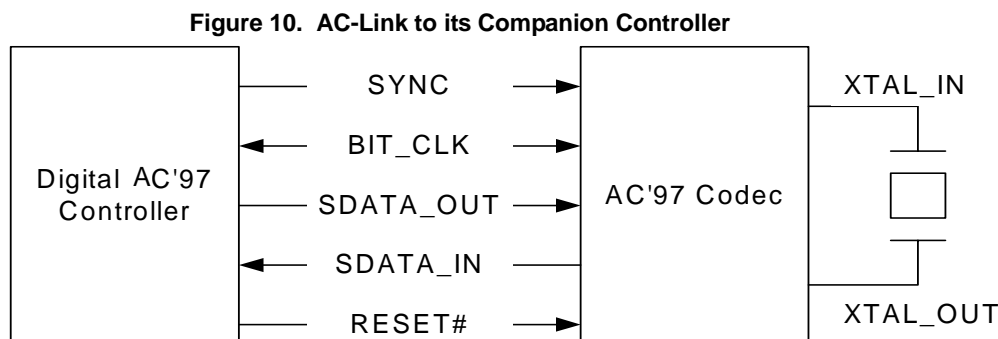 Figure 10. AC-Link to its Companion Controller
SYNC
XTAL_IN
BIT_CLK
Digital AC'97
Controller
SDATA_OUT
AC'97 Codec
SDATA_IN
RESET#
XTAL_OUT